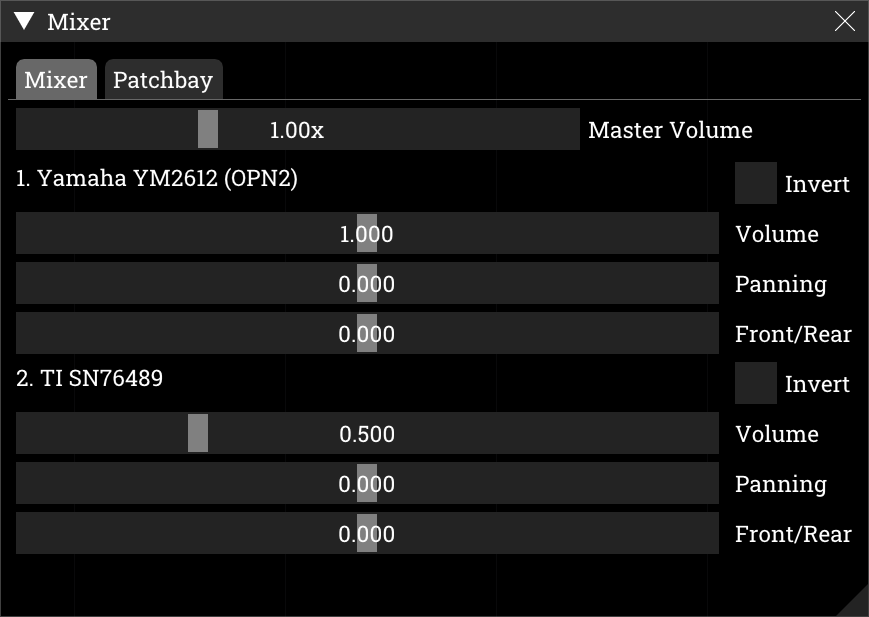 Mixer
Mixer Patchbay
1.00x Master Volume
1. Yamaha YM2612 (OPN2) Invert
1.000 Volume
0.000 Panning
0.000 Front/Rear
2. TI SN76489 Invert
0.500 Volume
0.000 Panning
0.000 Front/Rear